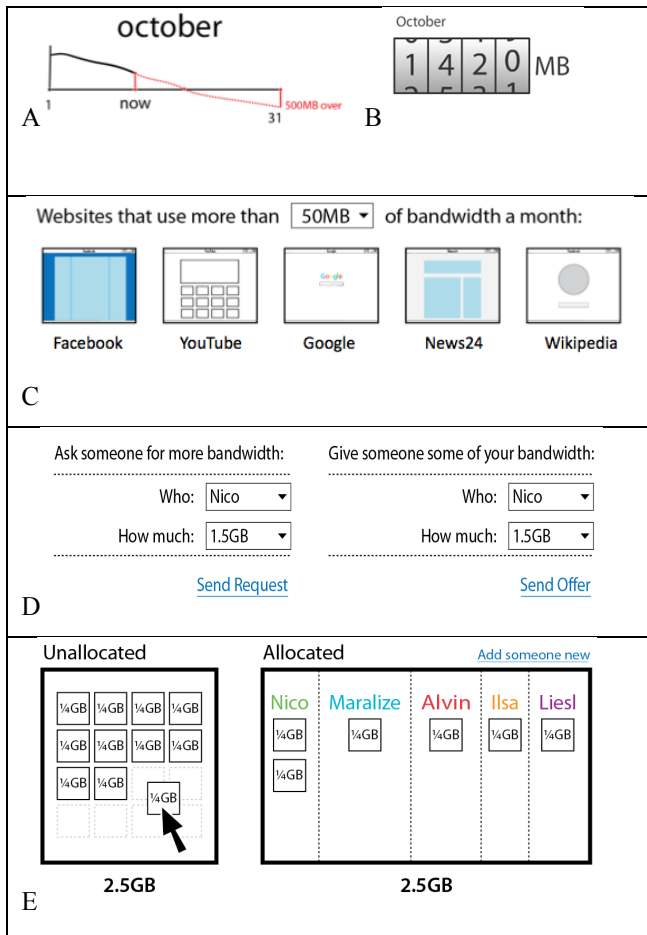 october
1
now
31
500MB over
A
October
1 4 2 0 MB
B
Websites that use more than 50MB of bandwidth a month:
Google
Facebook YouTube Google News24 Wikipedia
C
Ask someone for more bandwidth:
Who: Nico
How much: 1.5GB
Send Request
Give someone some of your bandwidth:
Who: Nico
How much: 1.5GB
Send Offer
D
Unallocated
¼GB ¼GB ¼GB ¼GB
¼GB ¼GB ¼GB ¼GB
¼GB ¼GB
¼GB
2.5GB
Allocated
Add someone new
Nico Maralize Alvin Ilsa Liesl
¼GB ¼GB ¼GB ¼GB ¼GB
¼GB
2.5GB
E